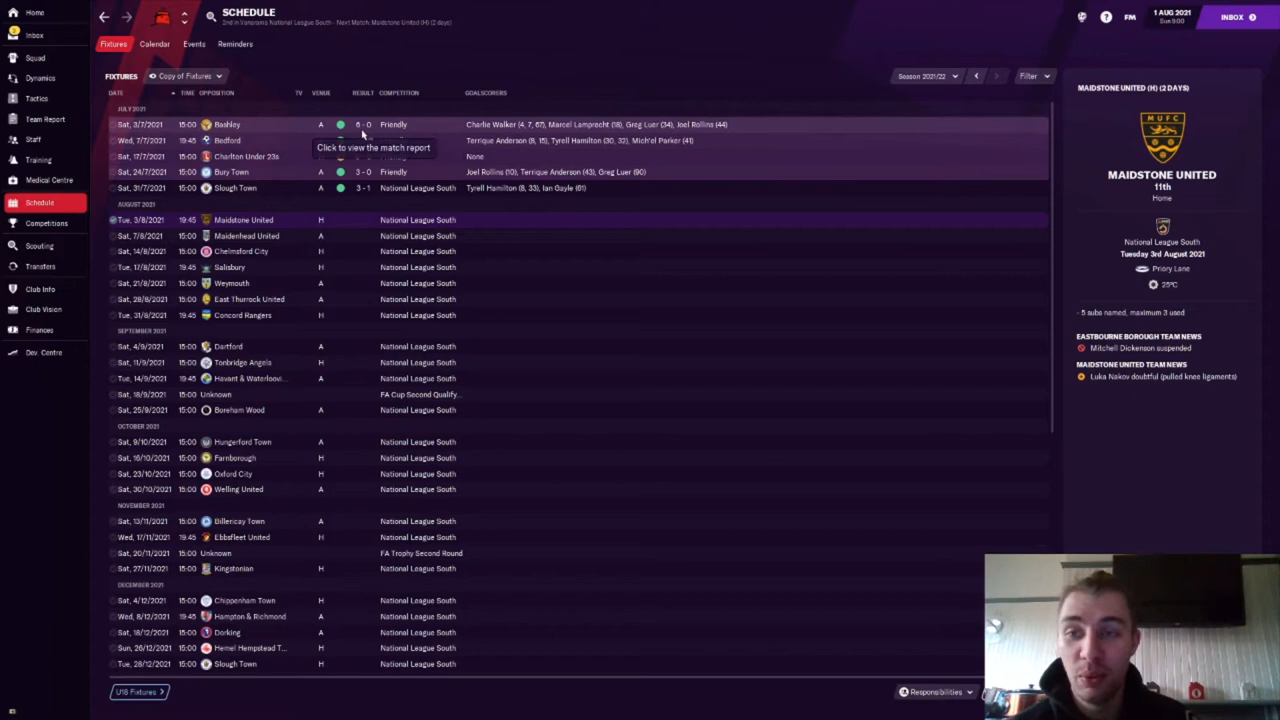 Home
Inbox
Squad
Dynamics
Tactics
Team Report
Staff
Training
Medical Centre
Schedule
Competitions
Scouting
Transfers
Club Info
Club Vision
Finances
Dev. Centre
SCHEDULE
2nd in Vanarama National League South - Next Match: Maidstone United (H) (2 days)
FM
1 AUG 2021
Sun 9:00
INBOX
Fixtures Calendar Events Reminders
FIXTURES Copy of Fixtures Season 2021/22 Filter
DATE TIME OPPOSITION TV VENUE RESULT COMPETITION GOALSCORERS
JULY 2021
Sat, 3/7/2021 15:00 Bashley A 6 - 0 Friendly Charlie Walker (4, 7, 67), Marcel Lamprecht (18), Greg Luer (34), Joel Rollins (44)
Wed, 7/7/2021 19:45 Bedford Terrique Anderson (8, 15), Tyrell Hamilton (30, 32), Mich'el Parker (41)
Click to view the match report
Sat, 17/7/2021 15:00 Charlton Under 23s None
Sat, 24/7/2021 15:00 Bury Town A 3 - 0 Friendly Joel Rollins (10), Terrique Anderson (43), Greg Luer (90)
Sat, 31/7/2021 15:00 Slough Town A 3 - 1 National League South Tyrell Hamilton (8, 33), Ian Gayle (61)
AUGUST 2021
Tue, 3/8/2021 19:45 Maidstone United H National League South
Sat, 7/8/2021 15:00 Maidenhead United A National League South
Sat, 14/8/2021 15:00 Chelmsford City H National League South
Tue, 17/8/2021 19:45 Salisbury H National League South
Sat, 21/8/2021 15:00 Weymouth A National League South
Sat, 28/8/2021 15:00 East Thurrock United A National League South
Tue, 31/8/2021 19:45 Concord Rangers H National League South
SEPTEMBER 2021
Sat, 4/9/2021 15:00 Dartford A National League South
Sat, 11/9/2021 15:00 Tonbridge Angels H National League South
Tue, 14/9/2021 19:45 Havant & Waterloovi... A National League South
Sat, 18/9/2021 15:00 Unknown FA Cup Second Qualify...
Sat, 25/9/2021 15:00 Boreham Wood A National League South
OCTOBER 2021
Sat, 9/10/2021 15:00 Hungerford Town A National League South
Sat, 16/10/2021 15:00 Farnborough H National League South
Sat, 23/10/2021 15:00 Oxford City H National League South
Sat, 30/10/2021 15:00 Welling United A National League South
NOVEMBER 2021
Sat, 13/11/2021 15:00 Billericay Town A National League South
Wed, 17/11/2021 19:45 Ebbsfleet United H National League South
Sat, 20/11/2021 15:00 Unknown FA Trophy Second Round
Sat, 27/11/2021 15:00 Kingstonian H National League South
DECEMBER 2021
Sat, 4/12/2021 15:00 Chippenham Town H National League South
Wed, 8/12/2021 19:45 Hampton & Richmond A National League South
Sat, 18/12/2021 15:00 Dorking A National League South
Sun, 26/12/2021 15:00 Hemel Hempstead T... H National League South
Tue, 28/12/2021 15:00 Slough Town H National League South
U18 Fixtures
Responsibilities
MAIDSTONE UNITED (H) (2 DAYS)
MUFC
MAIDSTONE UNITED
11th
Home
National League South
Tuesday 3rd August 2021
Priory Lane
25°C
- 5 subs named, maximum 3 used
EASTBOURNE BOROUGH TEAM NEWS
Mitchell Dickenson suspended
MAIDSTONE UNITED TEAM NEWS
Luka Nakov doubtful (pulled knee ligaments)